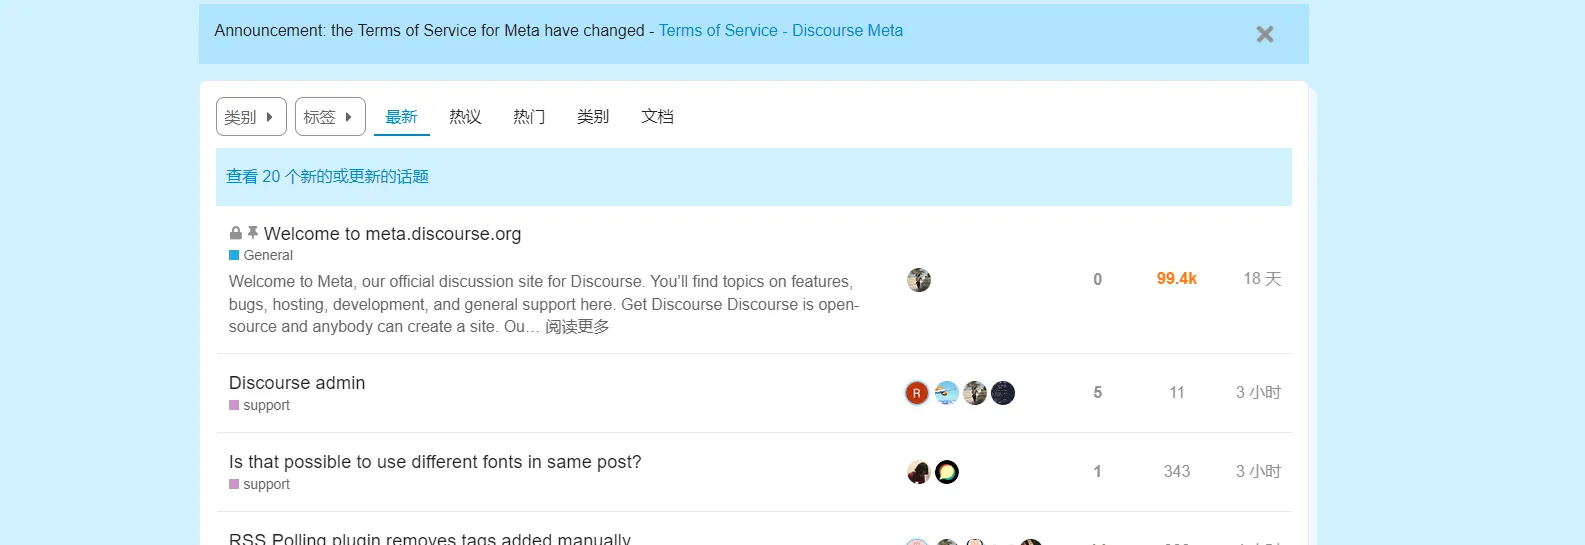 Announcement: the Terms of Service for Meta have changed - Terms of Service - Discourse Meta
类别 标签 最新 热议 热门 类别 文档
查看 20 个新的或更新的话题
Welcome to meta.discourse.org
General
Welcome to Meta, our official discussion site for Discourse. You’ll find topics on features,
bugs, hosting, development, and general support here. Get Discourse Discourse is open-
source and anybody can create a site. Ou… 阅读更多
0 99.4k 18 天
Discourse admin
support
R
5 11 3 小时
Is that possible to use different fonts in same post?
support
1 343 3 小时
RSS Polling plugin removes tags added manually